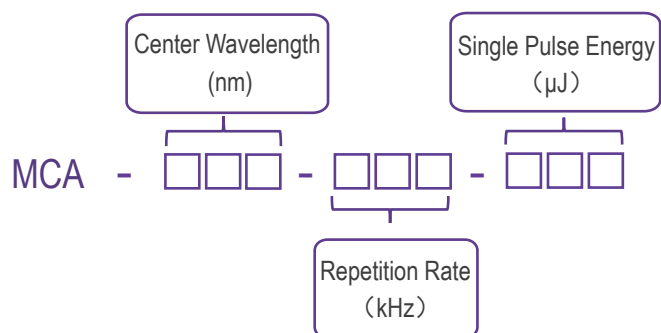 Center Wavelength
(nm)
Single Pulse Energy
（μJ）
MCA - □□□ - □□□ - □□□
Repetition Rate
（kHz）